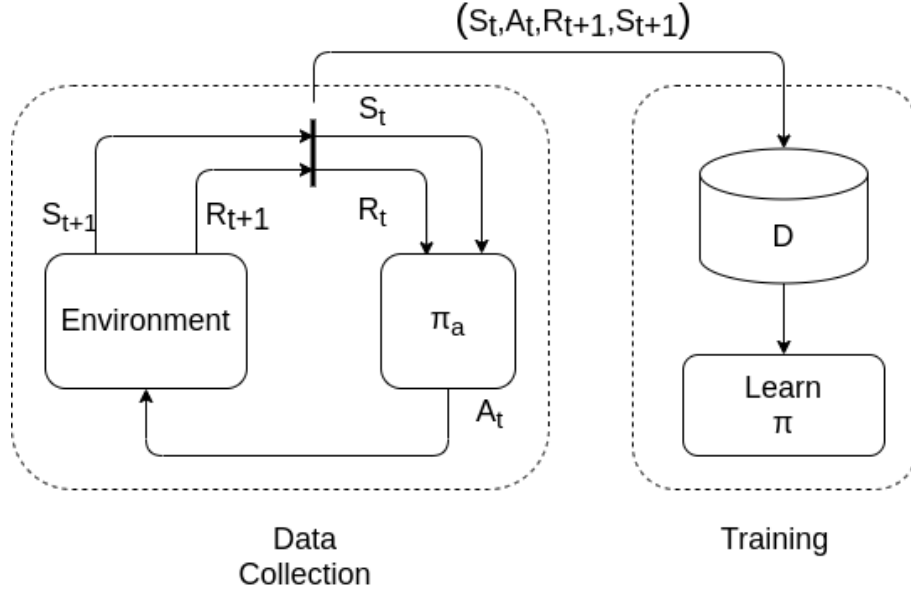 (Sₜ,Aₜ,Rₜ₊₁,Sₜ₊₁)
Sₜ
Sₜ₊₁
Rₜ₊₁
Rₜ
Environment
πₐ
Aₜ
D
Learn
π
Data
Collection
Training